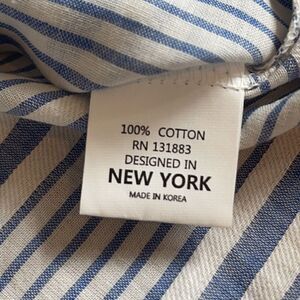 100% COTTON
RN 131883
DESIGNED IN
NEW YORK
MADE IN KOREA